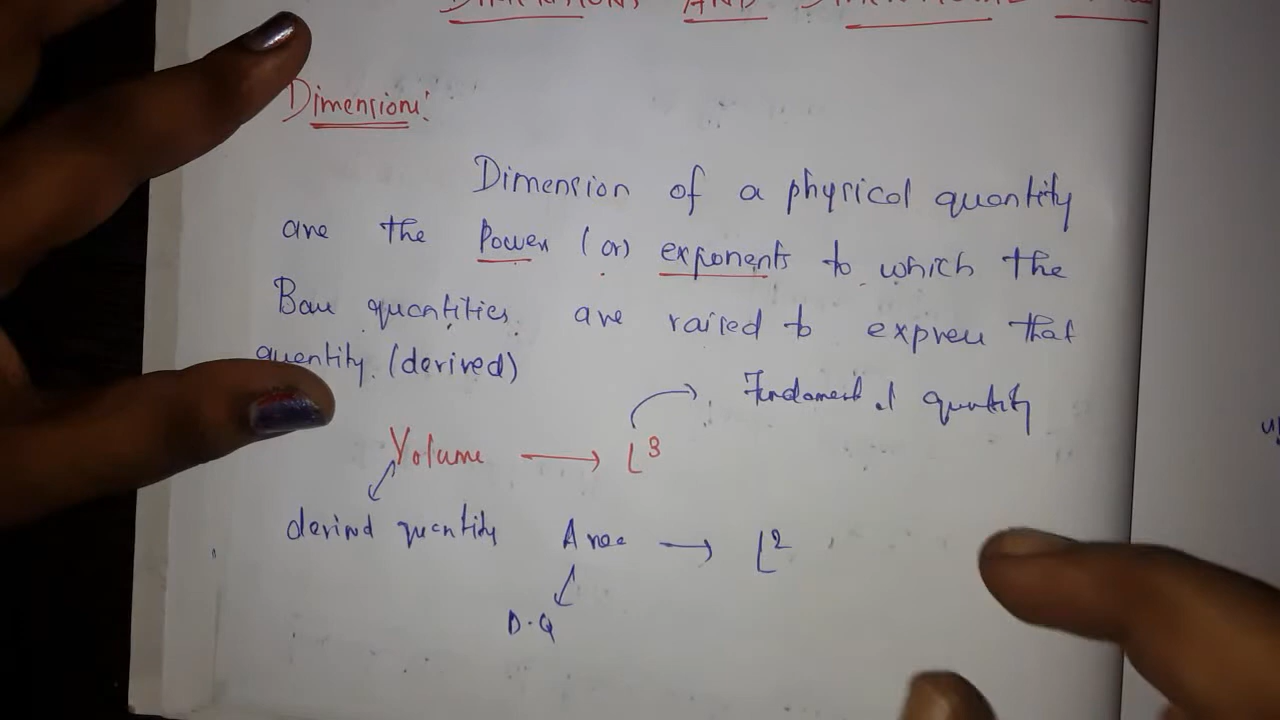 AND
Dimension:
Dimension of a physical quantity
are the Power (or) exponents to which the
Base quantities are raised to express that
quantity. (derived)
Fundamental quantity
Volume → L³
derived quantity Area → L²
D.Q